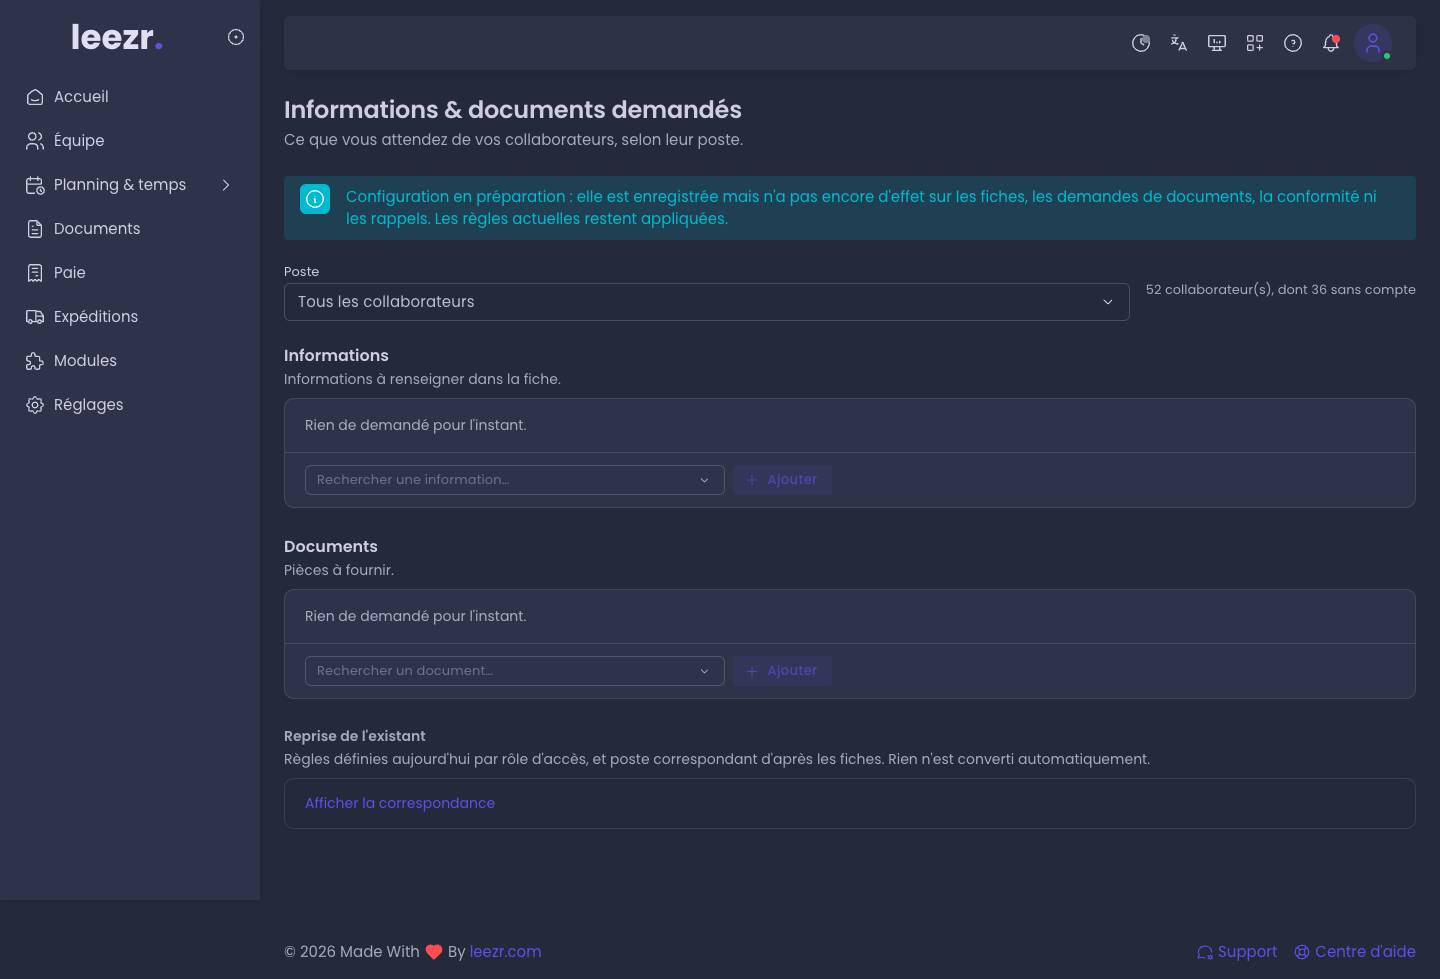 leezr.
Accueil
Équipe
Planning & temps
Documents
Paie
Expéditions
Modules
Réglages
Informations & documents demandés
Ce que vous attendez de vos collaborateurs, selon leur poste.
Configuration en préparation : elle est enregistrée mais n'a pas encore d'effet sur les fiches, les demandes de documents, la conformité ni
les rappels. Les règles actuelles restent appliquées.
Poste
Tous les collaborateurs
52 collaborateur(s), dont 36 sans compte
Informations
Informations à renseigner dans la fiche.
Rien de demandé pour l'instant.
Rechercher une information…
Ajouter
Documents
Pièces à fournir.
Rien de demandé pour l'instant.
Rechercher un document…
Ajouter
Reprise de l'existant
Règles définies aujourd'hui par rôle d'accès, et poste correspondant d'après les fiches. Rien n'est converti automatiquement.
Afficher la correspondance
© 2026 Made With By leezr.com
Support
Centre d'aide